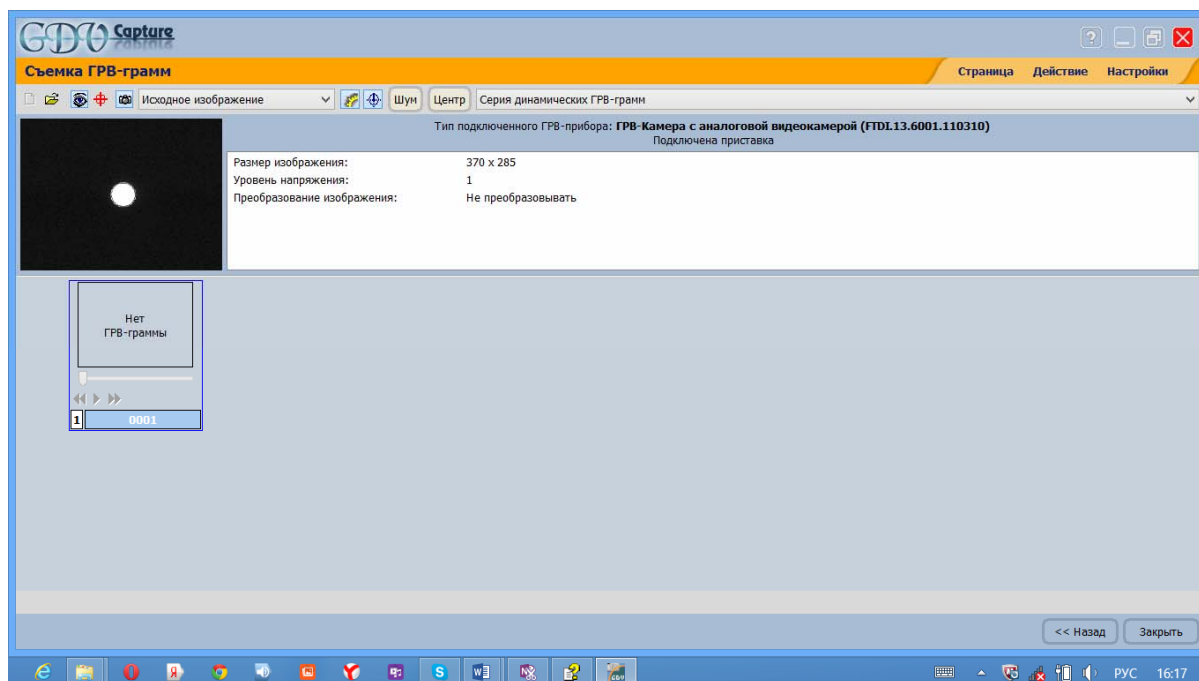 GDV Capture
Съемка ГРВ-грамм
Страница Действие Настройки
Исходное изображение Шум Центр Серия динамических ГРВ-грамм
Тип подключенного ГРВ-прибора: ГРВ-Камера с аналоговой видеокамерой (FTDI.13.6001.110310)
Подключена приставка
Размер изображения: 370 x 285
Уровень напряжения: 1
Преобразование изображения: Не преобразовывать
Нет
ГРВ-граммы
1 0001
<< Назад Закрыть
РУС 16:17